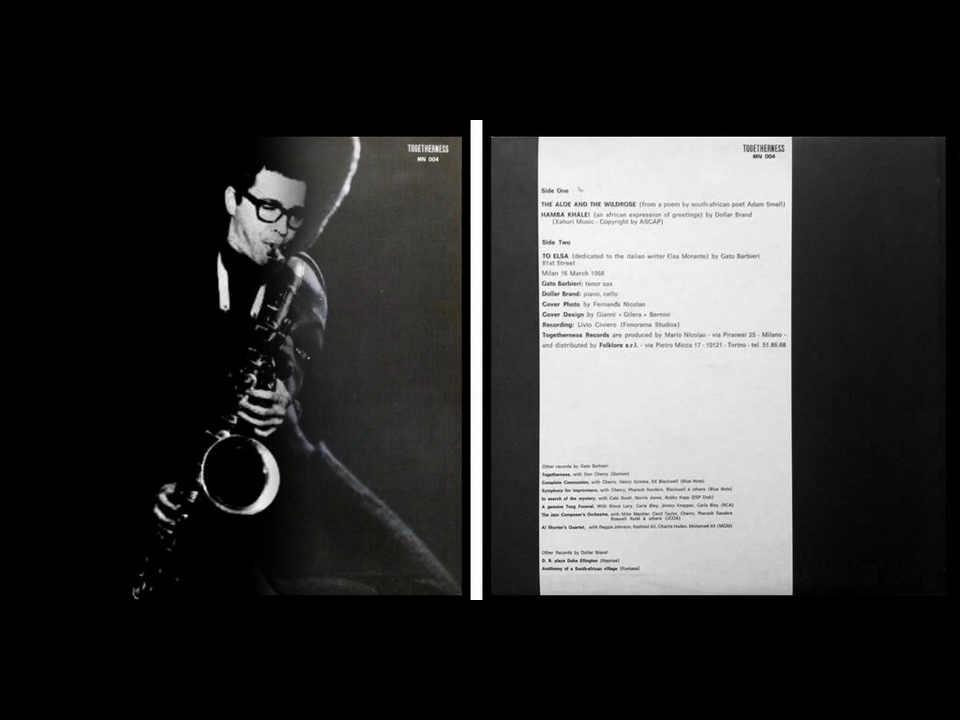 TOGETHERNESS
MN 004
TOGETHERNESS
MN 004
Side One
THE ALOE AND THE WILDROSE (from a poem by south-african poet Adam Small)
HAMBA KHALE! (an african expression of greetings) by Dollar Brand
(Xahuri Music - Copyright by ASCAP)
Side Two
TO ELSA (dedicated to the italian writer Elsa Morante) by Gato Barbieri
81st Street
Milan 16 March 1968
Gato Barbieri: tenor sax
Dollar Brand: piano, cello
Cover Photo by Fernanda Nicolao
Cover Design by Gianni • Gilera • Bernini
Recording: Livio Civiero (Fonorama Studios)
Togetherness Records are produced by Mario Nicolao - via Piranesi 25 - Milano -
and distributed by Folklore s.r.l. - via Pietro Micca 17 - 10121 - Torino - tel. 51.86.68
Other records by Gato Barbieri
Togetherness, with Don Cherry (Durium)
Complete Communion, with Cherry, Henry Grimes, Ed Blackwell (Blue Note)
Symphony for improvisors, with Cherry, Pharaoh Sanders, Blackwell & others (Blue Note)
In search of the mystery, with Calo Scott, Norris Jones, Bobby Kapp (ESP Disk)
A genuine Tong Funeral, With Steve Lacy, Carla Bley, Jimmy Knepper, Carla Bley (RCA)
The Jazz Composer's Orchestra, with Mike Mantler, Cecil Taylor, Cherry, Pharoah Sanders
Roswell Rudd & others (JCOA)
Al Shorter's Quartet, with Reggie Johnson, Rashied Ali, Charlie Haden, Mohamed Ali (MGM)
Other Records by Dollar Brand
D. B. plays Duke Ellington (Reprise)
Anathomy of a South-african village (Fontana)